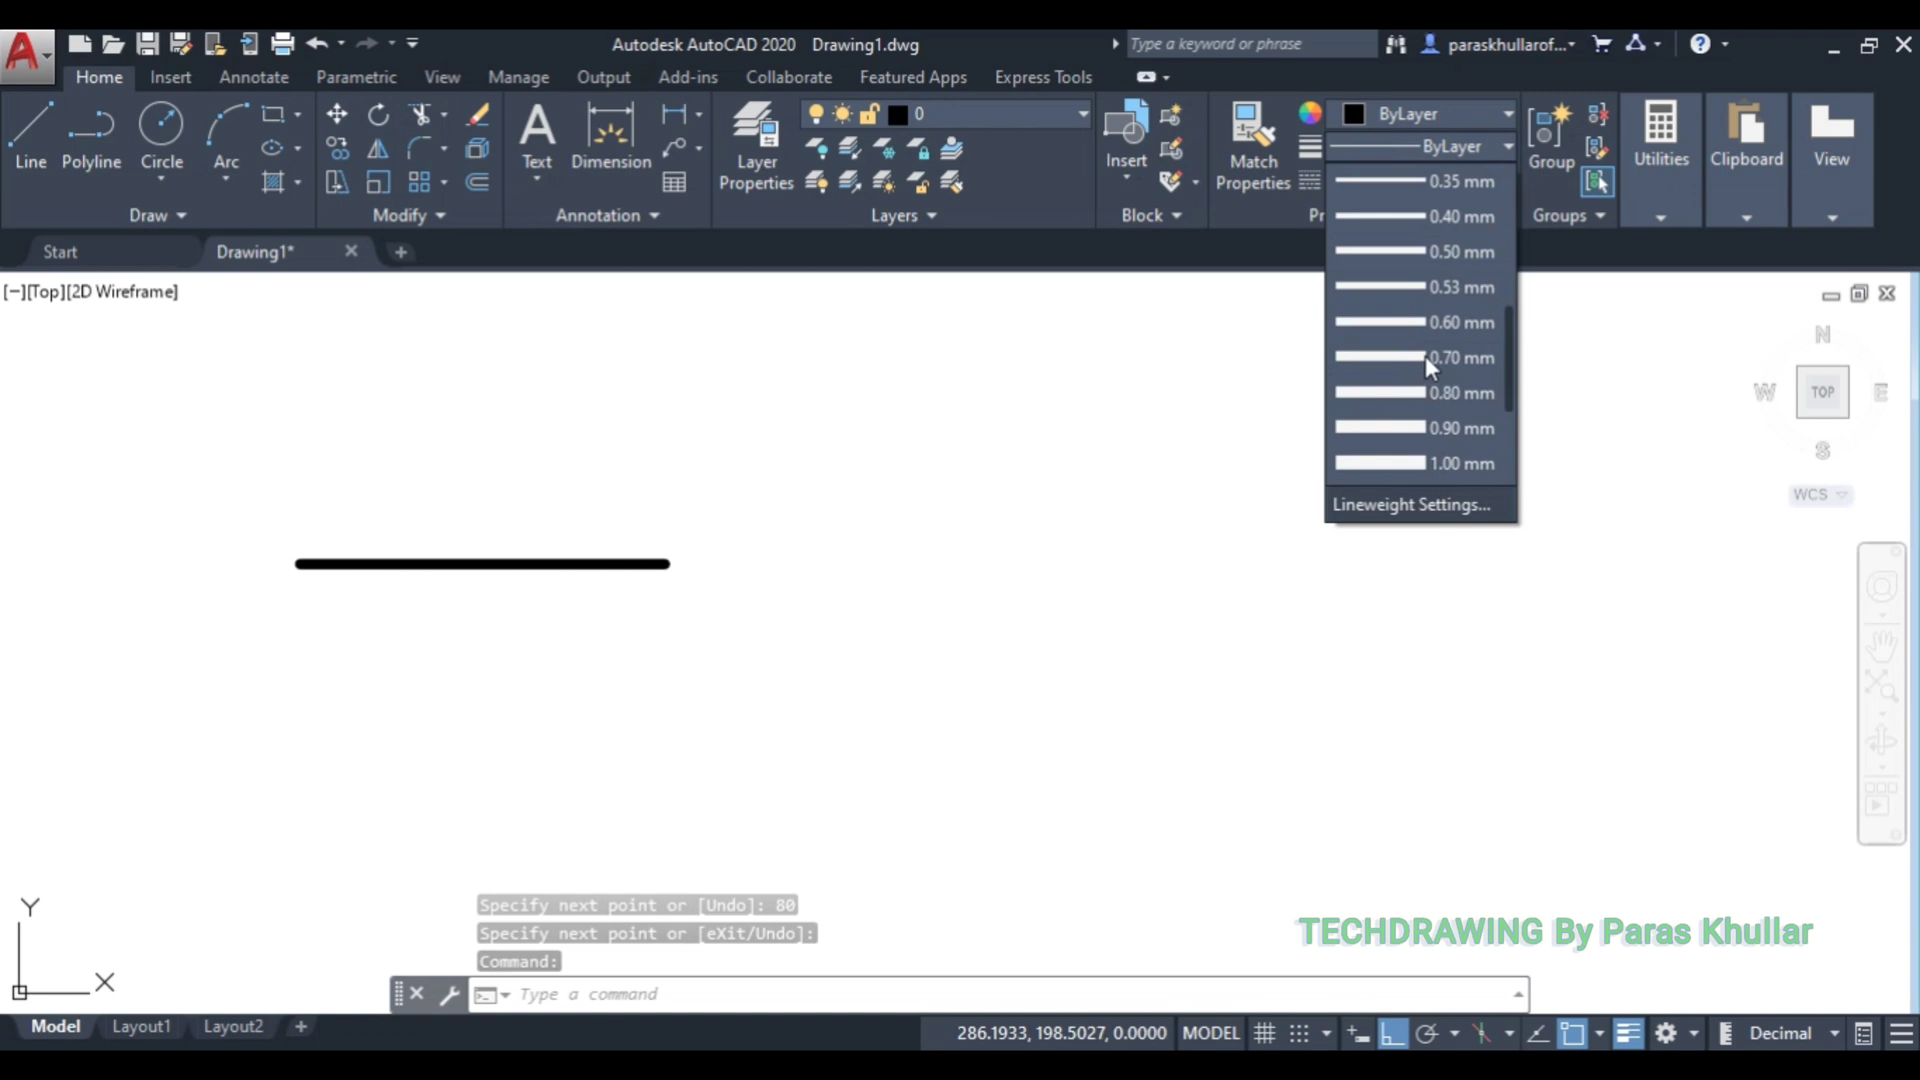 Autodesk AutoCAD 2020 Drawing1.dwg
Type a keyword or phrase
paraskhullarof...
Home Insert Annotate Parametric View Manage Output Add-ins Collaborate Featured Apps Express Tools
Line Polyline Circle Arc
Draw
Modify
Text Dimension
Annotation
Layer Properties
0
Layers
Insert
Block
Match Properties
ByLayer
ByLayer
Pr
Group
Groups
Utilities
Clipboard
View
0.35 mm
0.40 mm
0.50 mm
0.53 mm
0.60 mm
0.70 mm
0.80 mm
0.90 mm
1.00 mm
Lineweight Settings...
Start
Drawing1*
[−][Top][2D Wireframe]
N
W TOP E
S
WCS
Y
X
Specify next point or [Undo]: 80
Specify next point or [eXit/Undo]:
Command:
Type a command
TECHDRAWING By Paras Khullar
Model Layout1 Layout2
286.1933, 198.5027, 0.0000 MODEL
Decimal